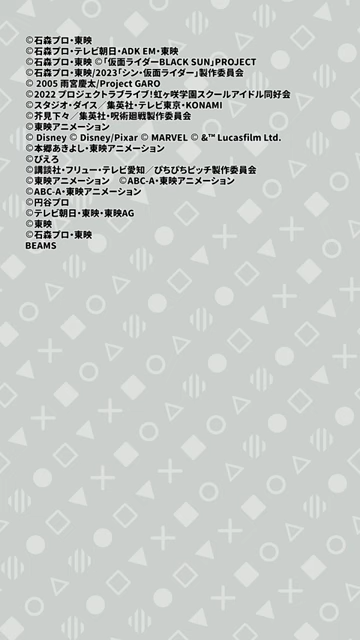 ©石森プロ・東映
©石森プロ・テレビ朝日・ADK EM・東映
©石森プロ・東映 ©「仮面ライダーBLACK SUN」PROJECT
©石森プロ・東映/2023「シン・仮面ライダー」製作委員会
© 2005 雨宮慶太/Project GARO
©2022 プロジェクトラブライブ！虹ヶ咲学園スクールアイドル同好会
©スタジオ・ダイス／集英社・テレビ東京・KONAMI
©芥見下々／集英社・呪術廻戦製作委員会
©東映アニメーション
© Disney © Disney/Pixar © MARVEL © &™ Lucasfilm Ltd.
©本郷あきよし・東映アニメーション
©ぴえろ
©講談社・フリュー・テレビ愛知／ぴちぴちピッチ製作委員会
©東映アニメーション　©ABC-A・東映アニメーション
©ABC-A・東映アニメーション
©円谷プロ
©テレビ朝日・東映・東映AG
©東映
©石森プロ・東映
BEAMS